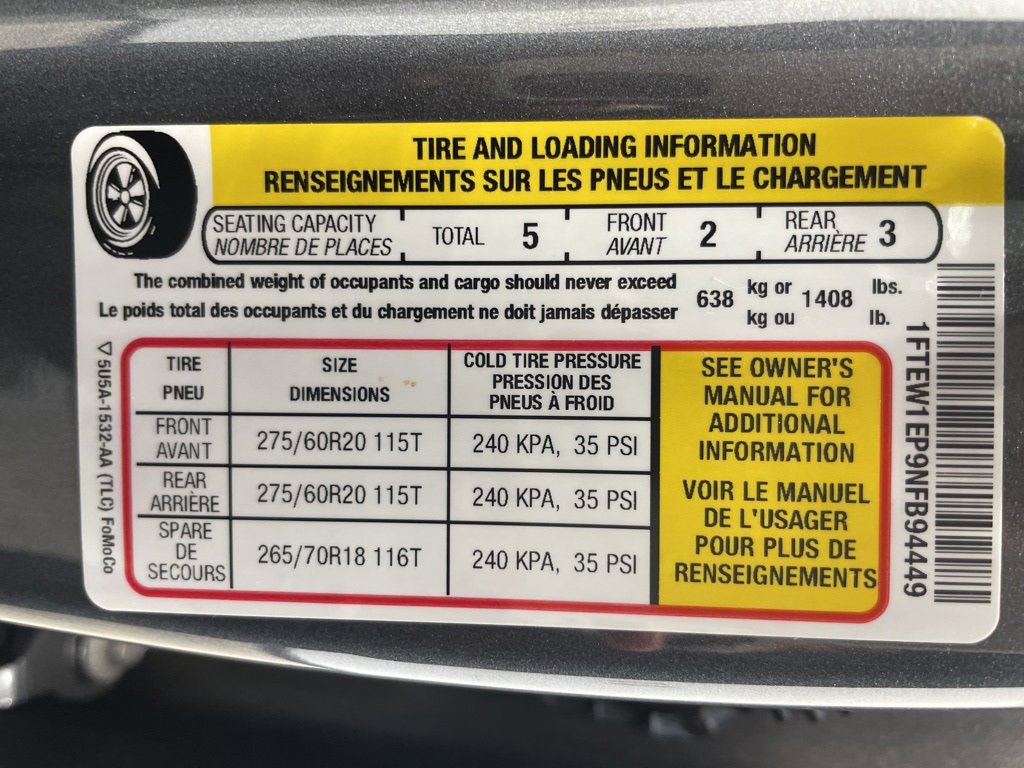 TIRE AND LOADING INFORMATION
RENSEIGNEMENTS SUR LES PNEUS ET LE CHARGEMENT
SEATING CAPACITY
NOMBRE DE PLACES
TOTAL 5
FRONT
AVANT
2
REAR
ARRIÈRE
3
The combined weight of occupants and cargo should never exceed
Le poids total des occupants et du chargement ne doit jamais dépasser
638
kg or
kg ou
1408
lbs.
lb.
TIRE
PNEU
SIZE
DIMENSIONS
COLD TIRE PRESSURE
PRESSION DES
PNEUS À FROID
FRONT
AVANT
275/60R20 115T
240 KPA, 35 PSI
REAR
ARRIÈRE
275/60R20 115T
240 KPA, 35 PSI
SPARE
DE
SECOURS
265/70R18 116T
240 KPA, 35 PSI
SEE OWNER'S
MANUAL FOR
ADDITIONAL
INFORMATION
VOIR LE MANUEL
DE L'USAGER
POUR PLUS DE
RENSEIGNEMENTS
5U5A-1532-AA (TLC) FoMoCo
1FTEW1EP9NFB94449